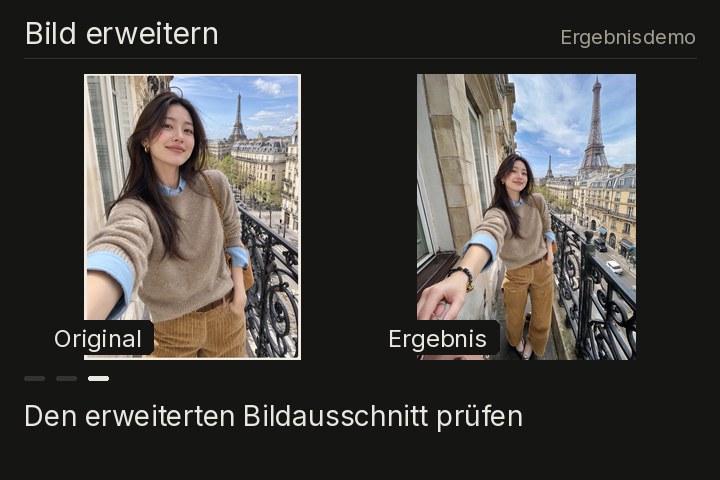 Bild erweitern
Ergebnisdemo
Original
Ergebnis
Den erweiterten Bildausschnitt prüfen